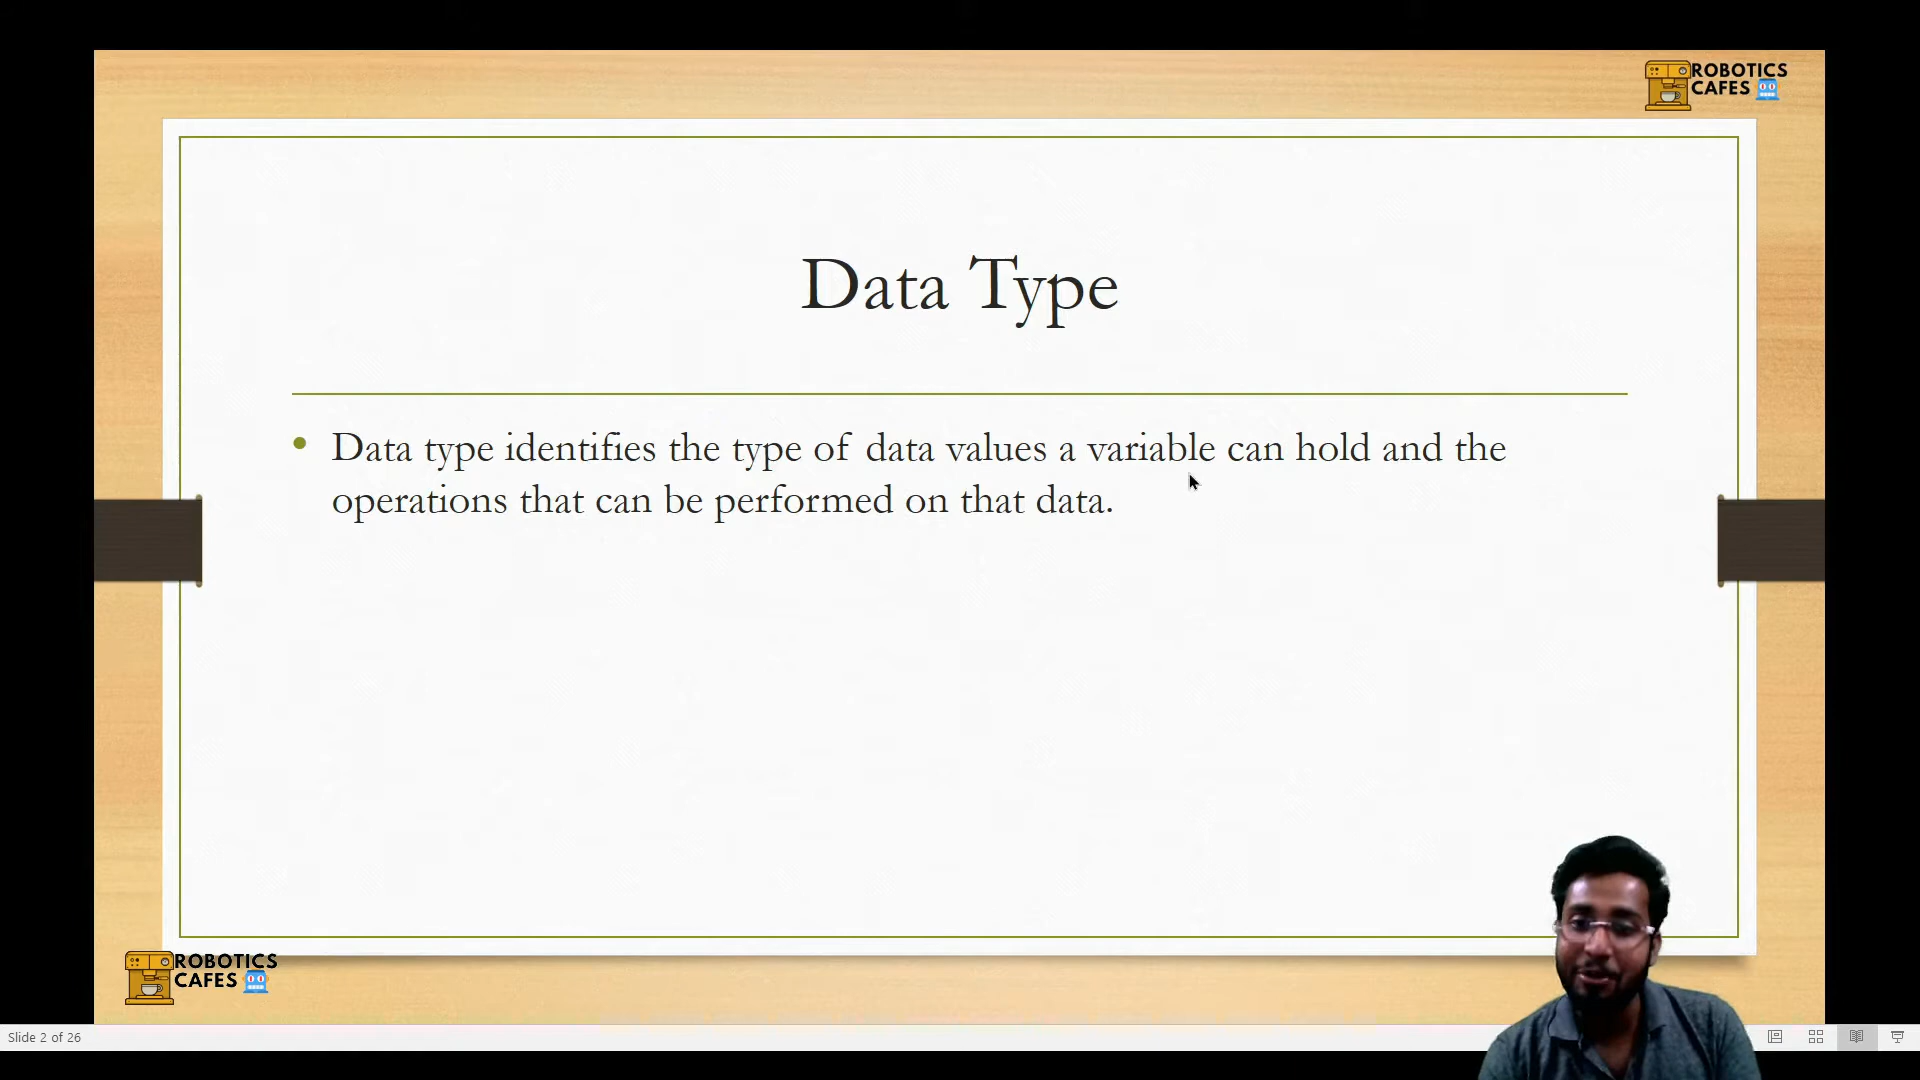 ROBOTICS
CAFES
Data Type
Data type identifies the type of data values a variable can hold and the
operations that can be performed on that data.
ROBOTICS
CAFES
Slide 2 of 26